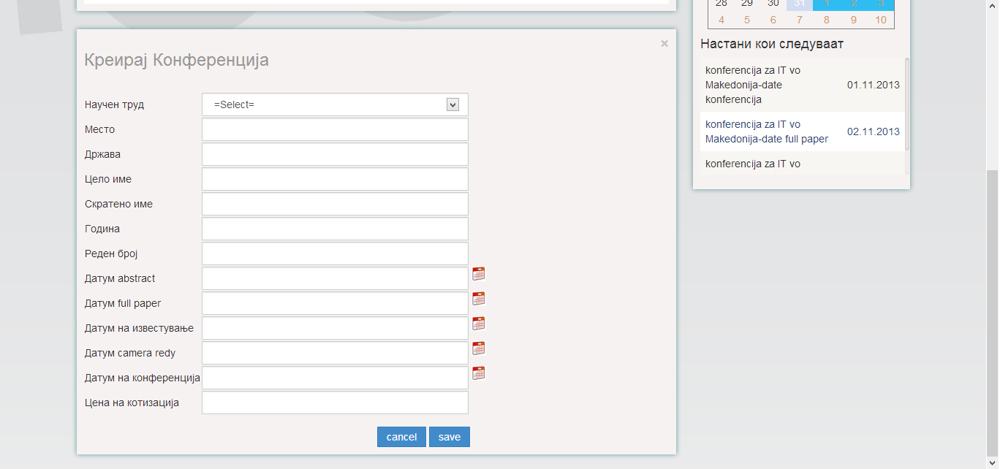 ×
Креирај Конференција
Научен труд
=Select=
Место
Држава
Цело име
Скратено име
Година
Реден број
Датум abstract
Датум full paper
Датум на известување
Датум camera redy
Датум на конференција
Цена на котизација
cancel save
28 29 30 31 1 2 3
4 5 6 7 8 9 10
Настани кои следуваат
konferencija za IT vo
Makedonija-date
konferencija
01.11.2013
konferencija za IT vo
Makedonija-date full paper
02.11.2013
konferencija za IT vo